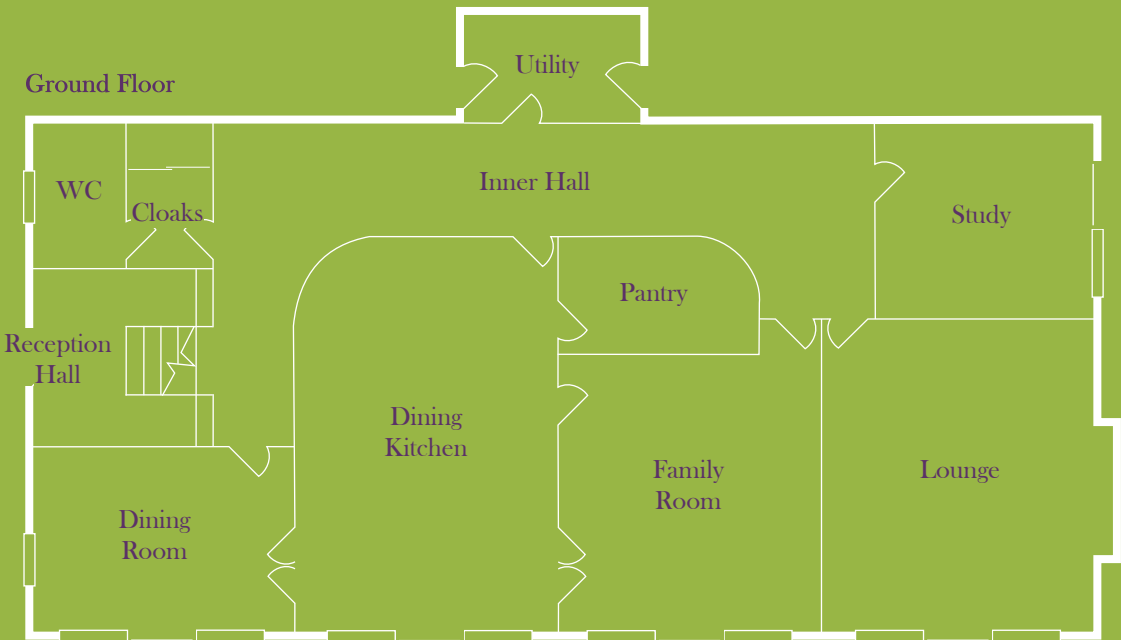 Utility
Ground Floor
Inner Hall
WC
Cloaks
Study
Pantry
Reception
Hall
Dining
Kitchen
Family
Room
Lounge
Dining
Room